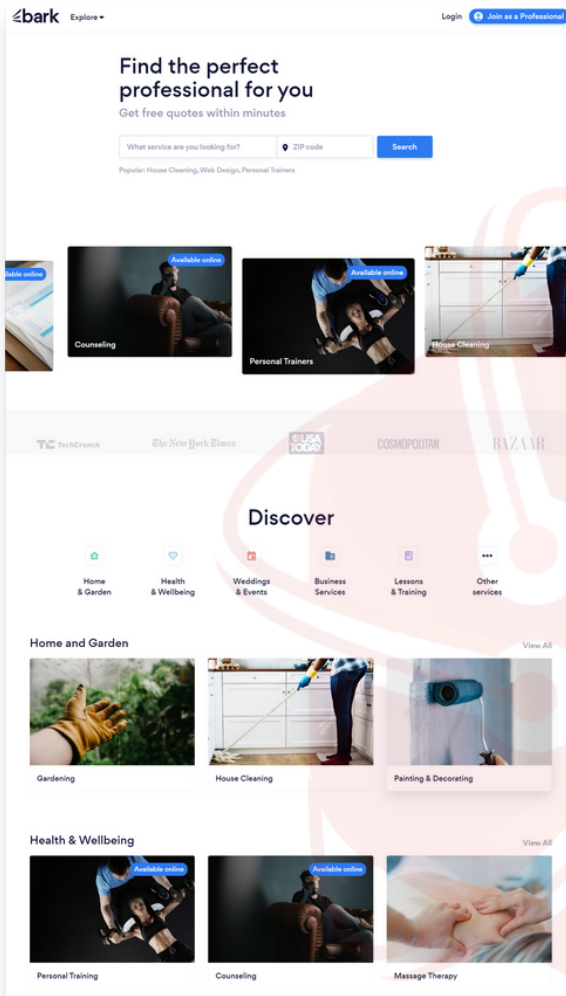 bark
Explore
Login
Join as a Professional
Find the perfect
professional for you
Get free quotes within minutes
What service are you looking for?
ZIP code
Search
Popular: House Cleaning, Web Design, Personal Trainers
Available online
Available online
Counseling
Personal Trainers
House Cleaning
TC TechCrunch
The New York Times
USA
TODAY
COSMOPOLITAN
BAZAAR
Discover
Home
& Garden
Health
& Wellbeing
Weddings
& Events
Business
Services
Lessons
& Training
Other
services
Home and Garden
View All
Gardening
House Cleaning
Painting & Decorating
Health & Wellbeing
View All
Available online
Available online
Personal Training
Counseling
Massage Therapy